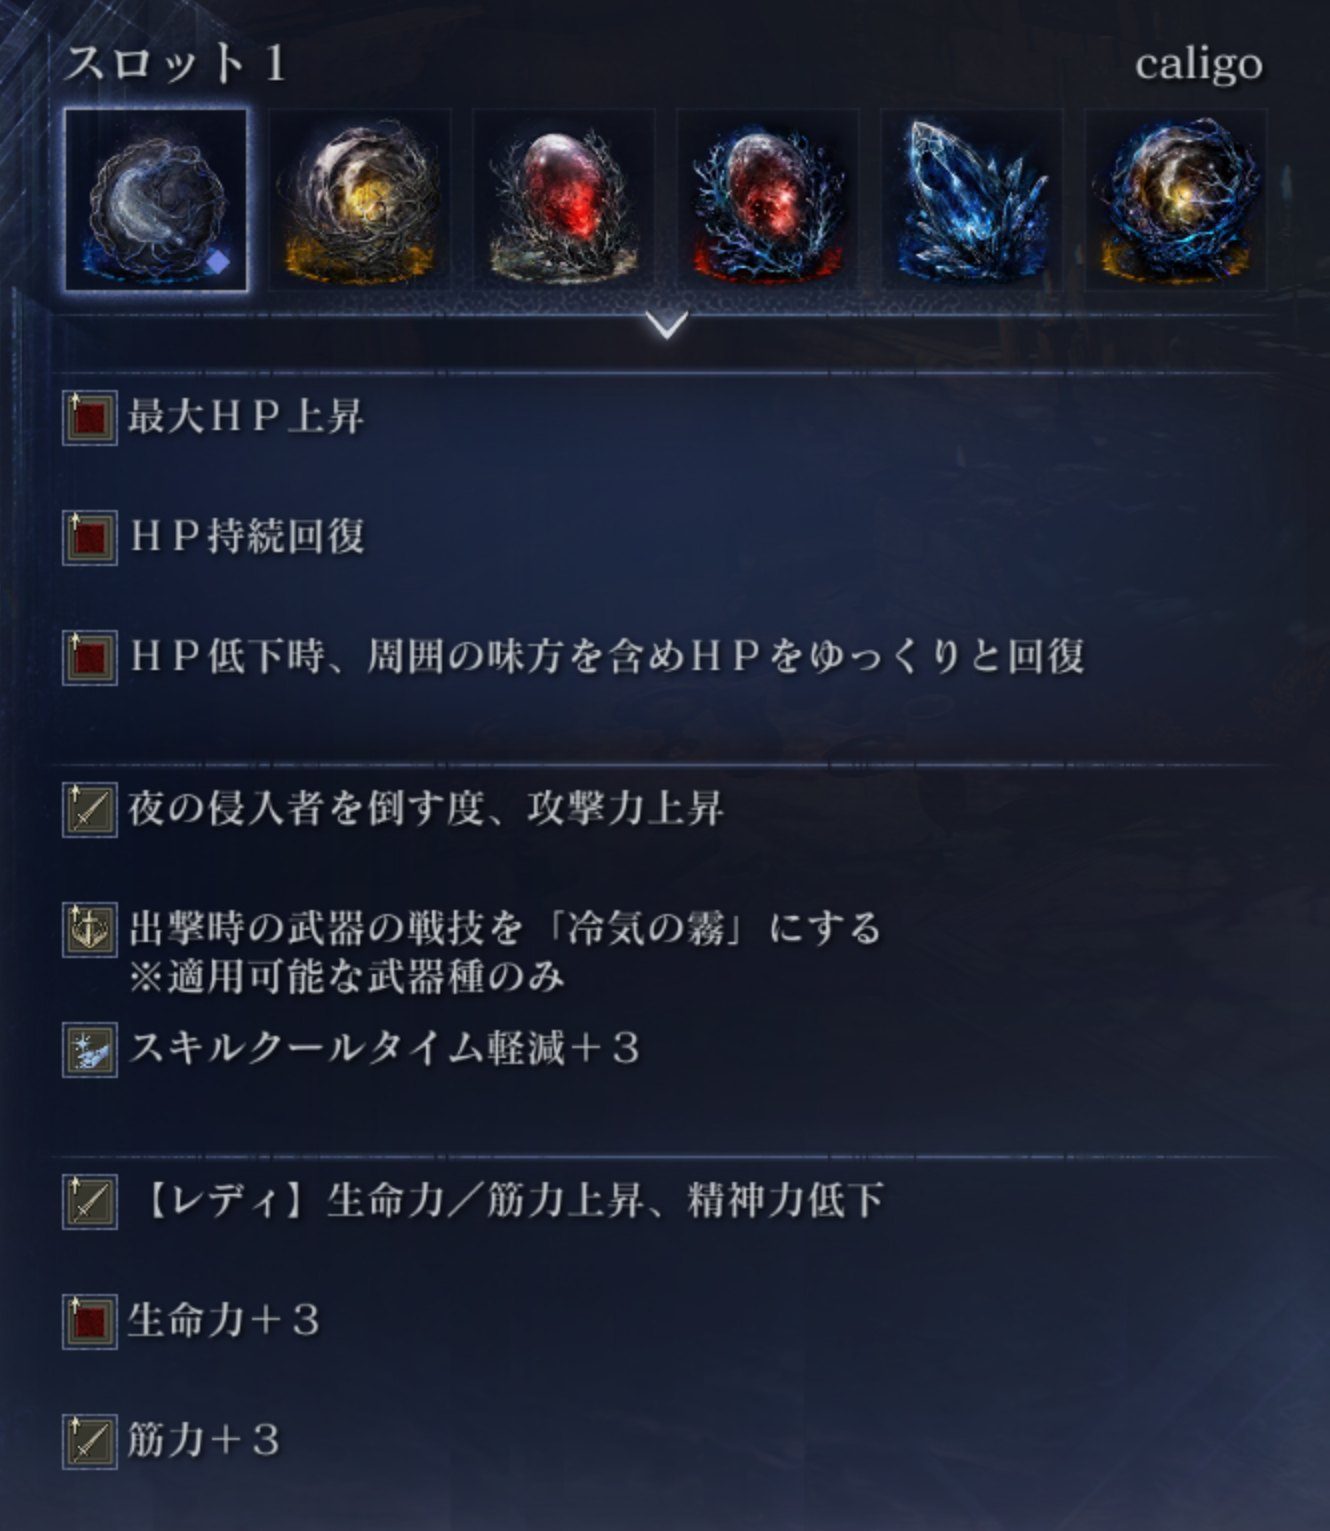 スロット1
caligo
最大HP上昇
HP持続回復
HP低下時、周囲の味方を含めHPをゆっくりと回復
夜の侵入者を倒す度、攻撃力上昇
出撃時の武器の戦技を「冷気の霧」にする
※適用可能な武器種のみ
スキルクールタイム軽減+3
【レディ】生命力/筋力上昇、精神力低下
生命力+3
筋力+3